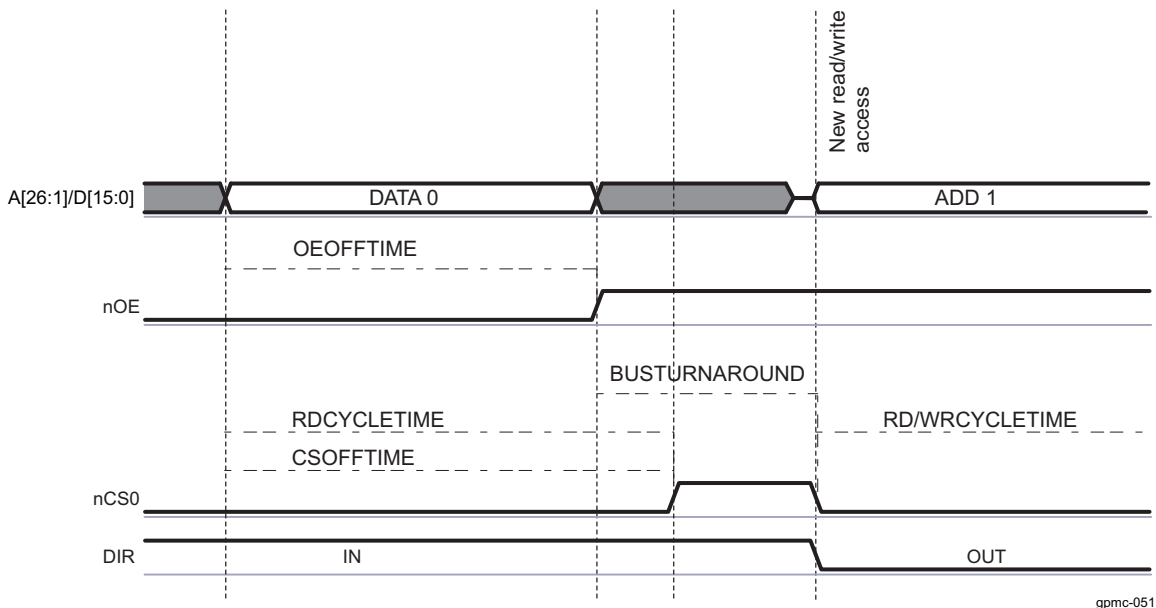 New read/write
access
A[26:1]/D[15:0]
DATA 0
ADD 1
OEOFFTIME
nOE
BUSTURNAROUND
RDCYCLETIME
RD/WRCYCLETIME
CSOFFTIME
nCS0
DIR
IN
OUT
gpmc-051